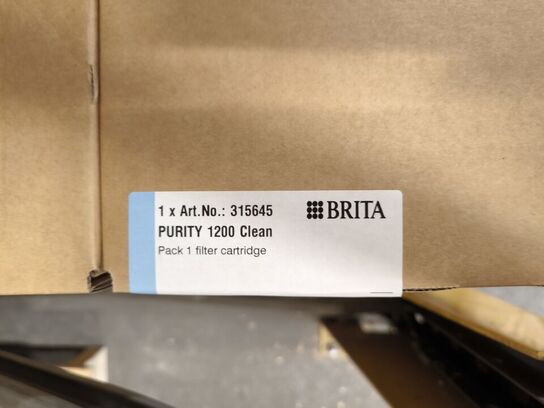 1 x Art.No.: 315645
BRITA
PURITY 1200 Clean
Pack 1 filter cartridge